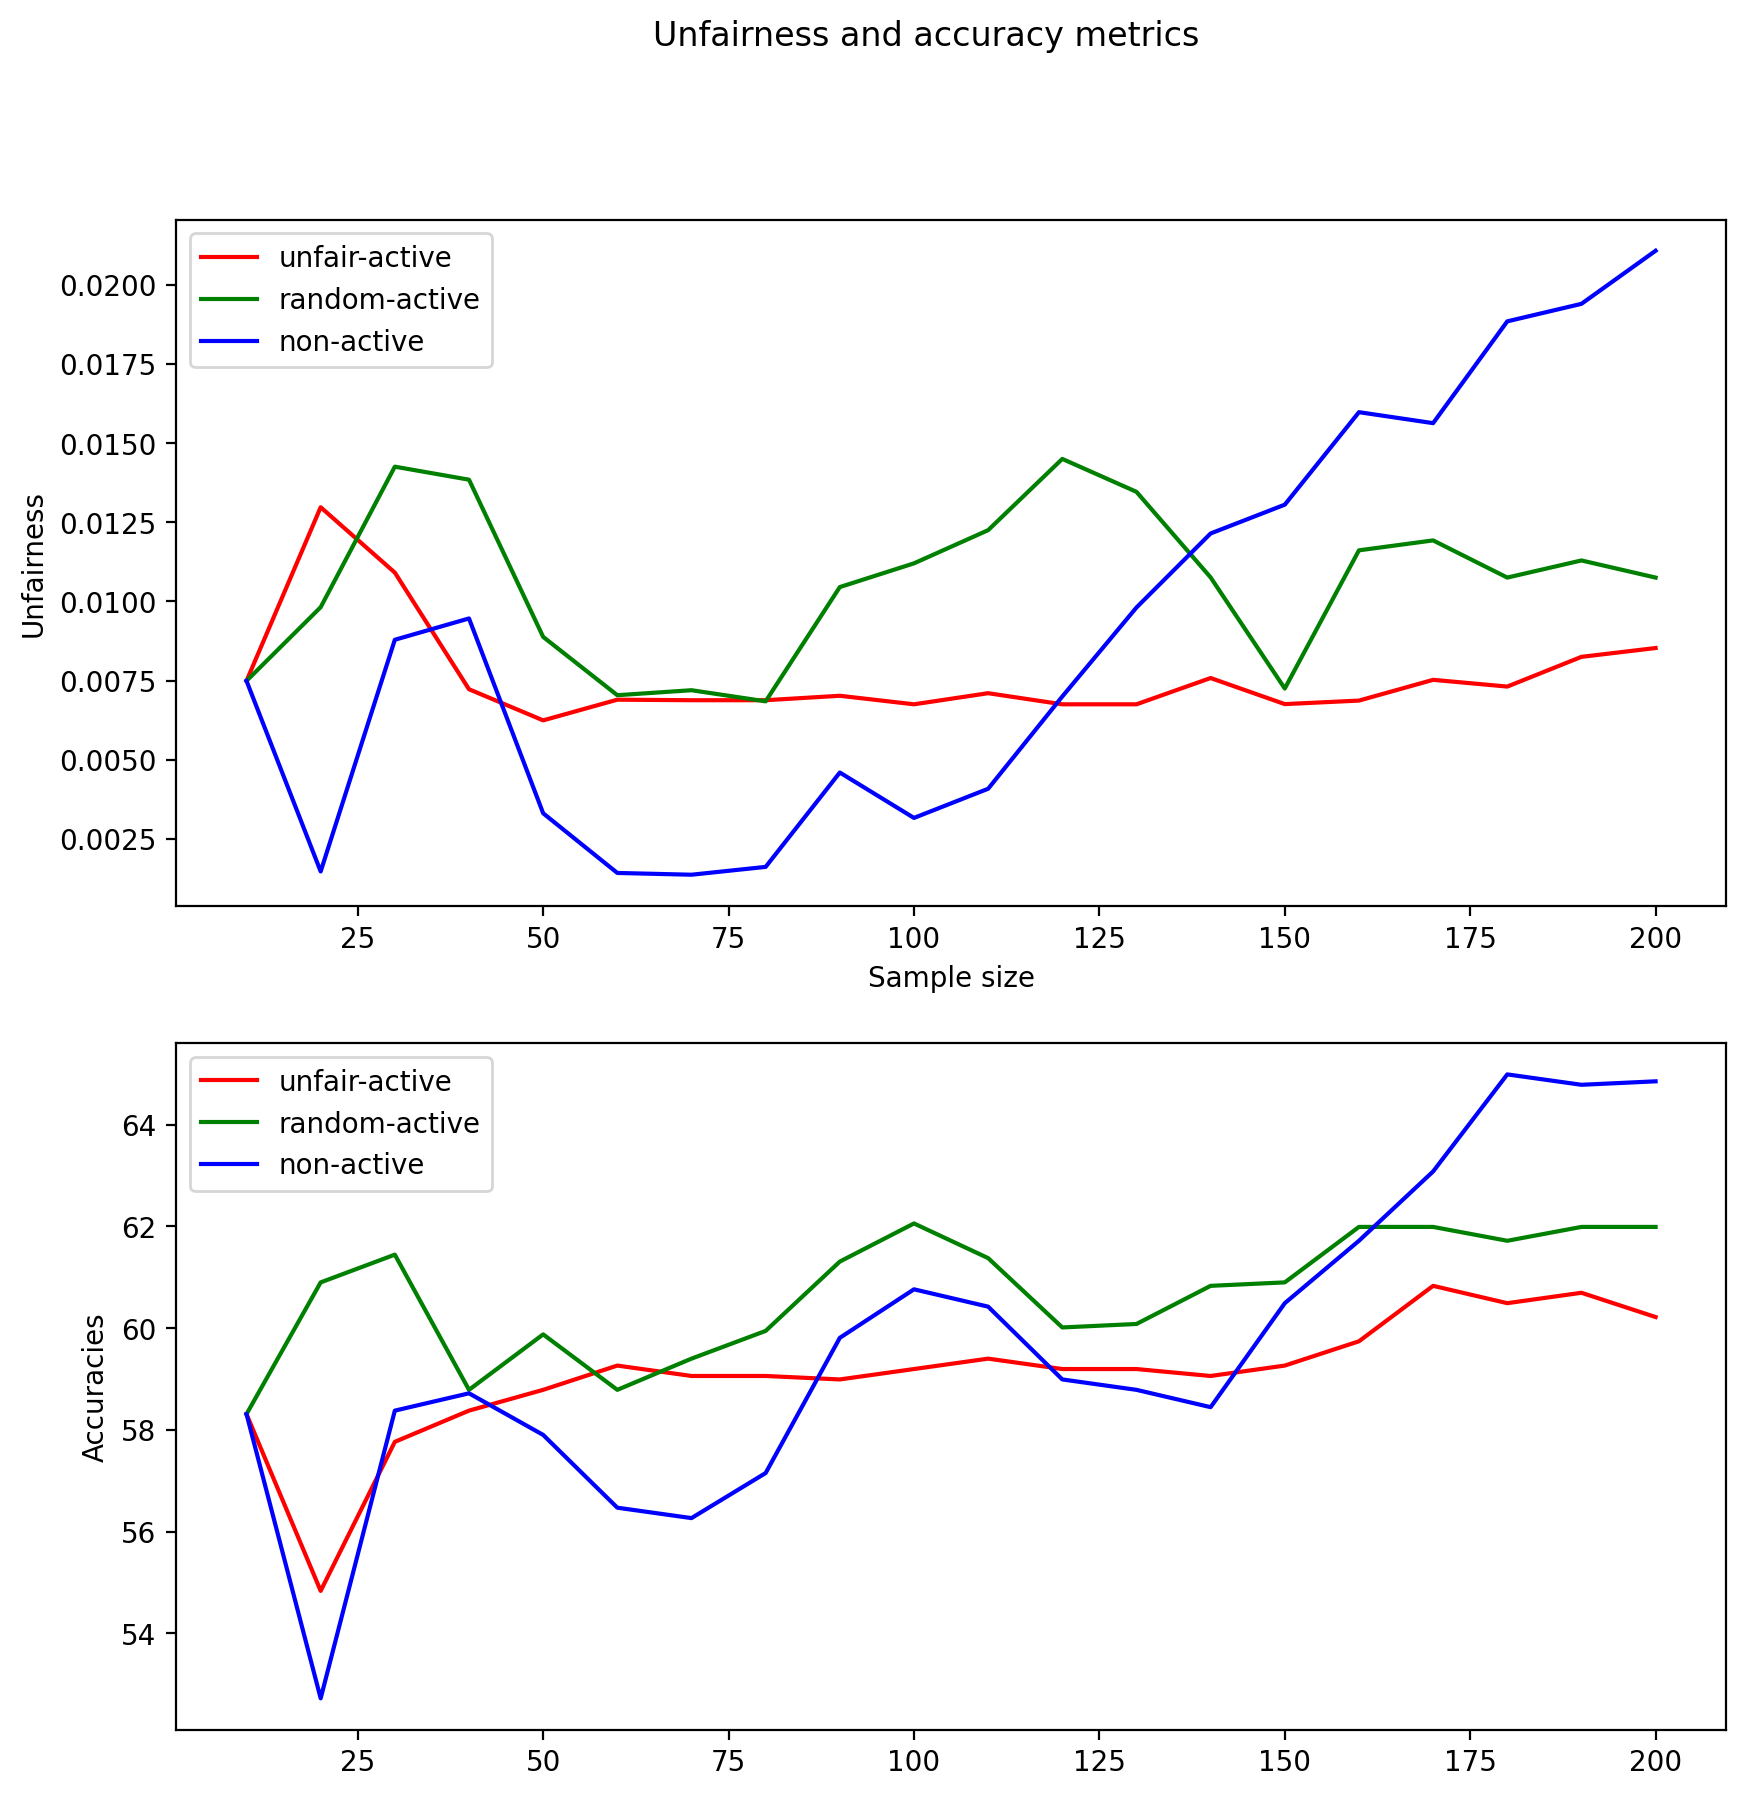 Unfairness and accuracy metrics
unfair-active
random-active
non-active
0.0200
0.0175
0.0150
0.0125
0.0100
0.0075
0.0050
0.0025
Unfairness
25 50 75 100 125 150 175 200
Sample size
unfair-active
random-active
non-active
64
62
60
58
56
54
Accuracies
25 50 75 100 125 150 175 200